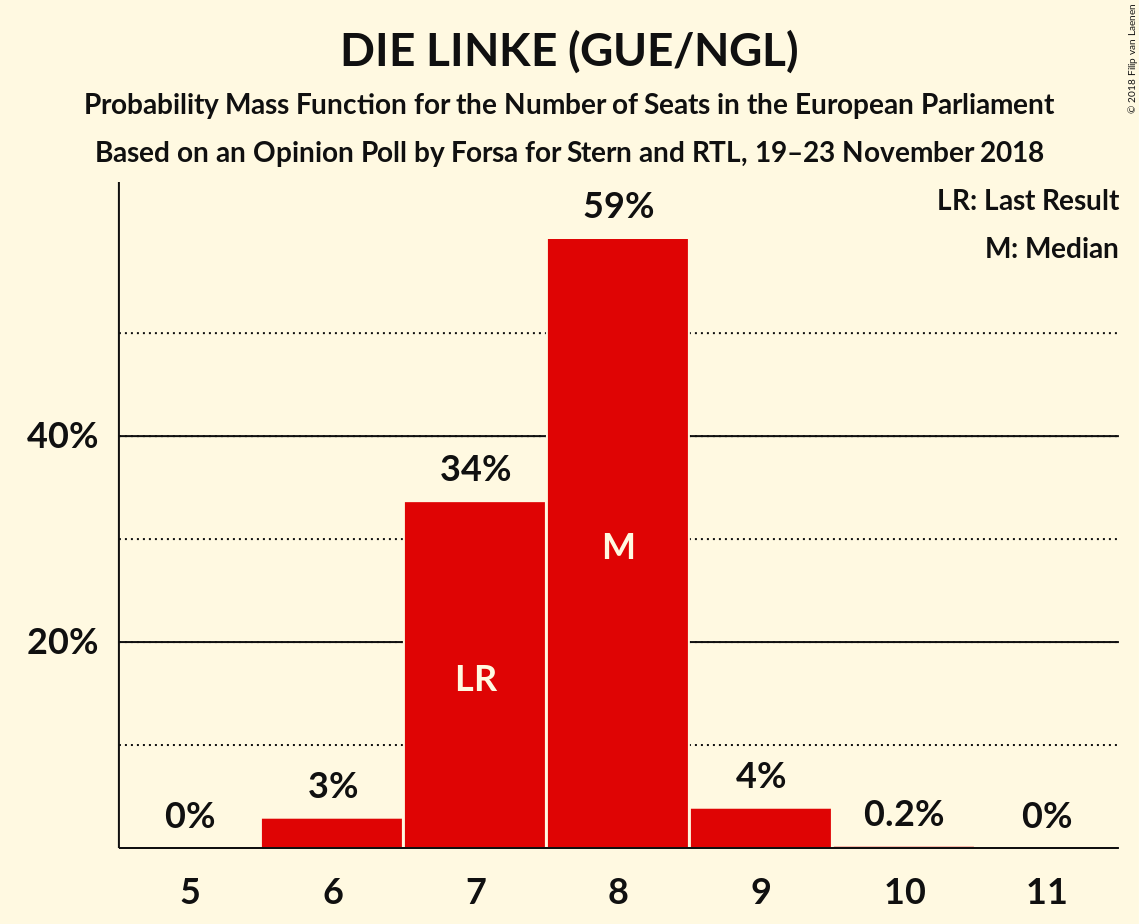 DIE LINKE (GUE/NGL)
Probability Mass Function for the Number of Seats in the European Parliament
Based on an Opinion Poll by Forsa for Stern and RTL, 19–23 November 2018
© 2018 Filip van Laenen
LR: Last Result
M: Median
59%
40%
34%
M
20%
LR
0%
3%
4%
0.2%
0%
5
6
7
8
9
10
11